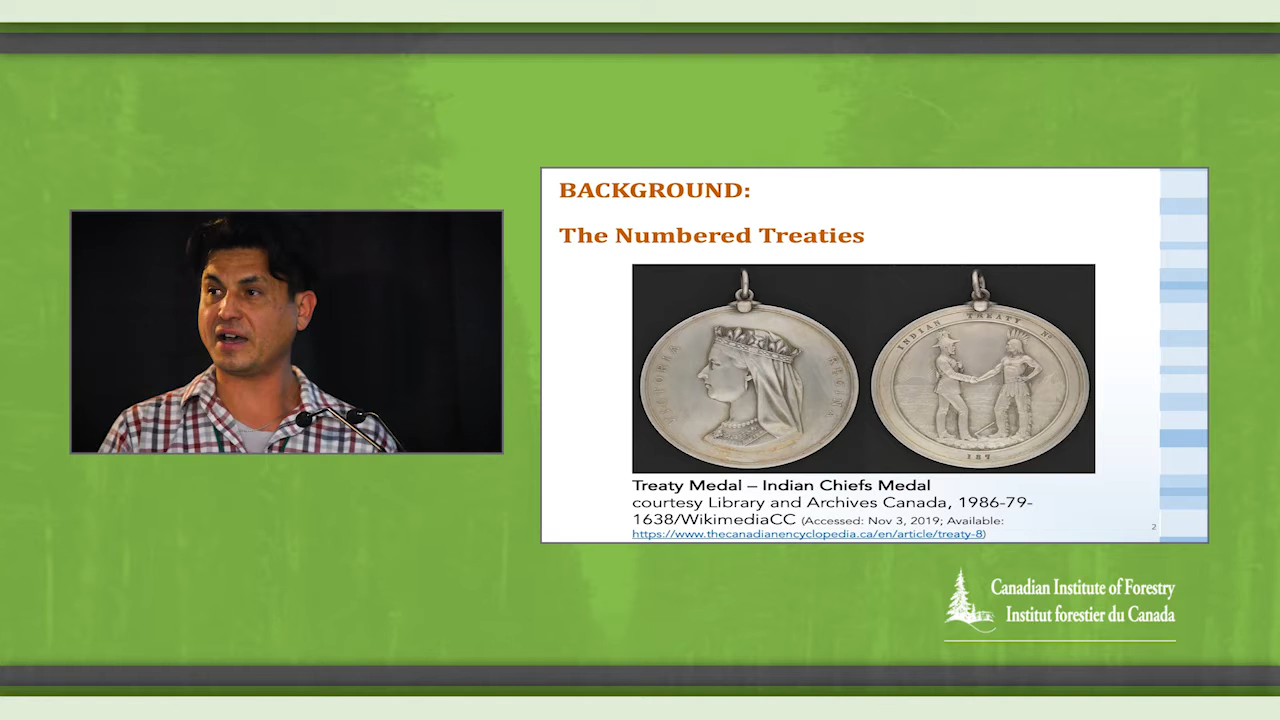 BACKGROUND:
The Numbered Treaties
VICTORIA REGINA
INDIAN TREATY No
187
Treaty Medal – Indian Chiefs Medal
courtesy Library and Archives Canada, 1986-79-
1638/WikimediaCC (Accessed: Nov 3, 2019; Available:
https://www.thecanadianencyclopedia.ca/en/article/treaty-8)
2
Canadian Institute of Forestry
Institut forestier du Canada